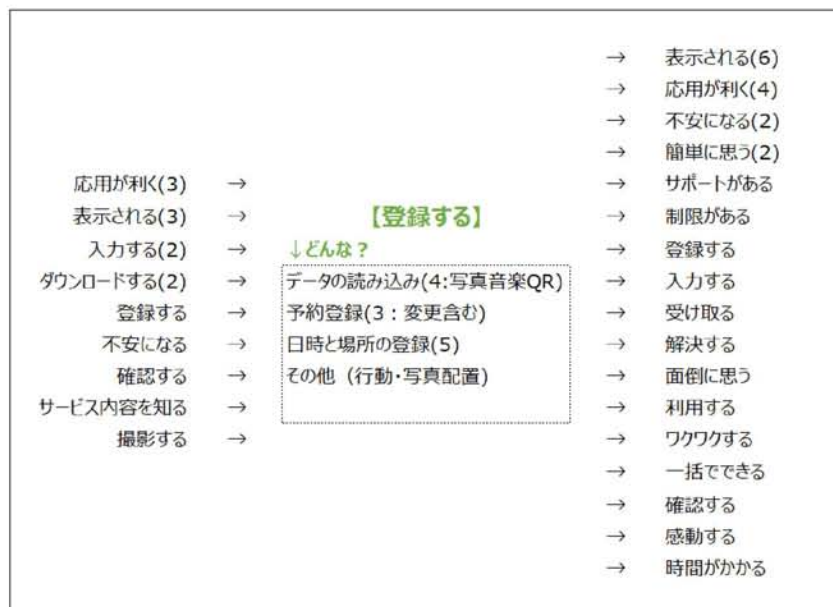 → 表示される(6)
→ 応用が利く(4)
→ 不安になる(2)
→ 簡単に思う(2)
応用が利く(3) → → サポートがある
表示される(3) → 【登録する】 → 制限がある
入力する(2) → ↓どんな？ → 登録する
ダウンロードする(2) → データの読み込み(4:写真音楽QR) → 入力する
登録する → 予約登録(3：変更含む) → 受け取る
不安になる → 日時と場所の登録(5) → 解決する
確認する → その他（行動・写真配置) → 面倒に思う
サービス内容を知る → → 利用する
撮影する → → ワクワクする
→ 一括でできる
→ 確認する
→ 感動する
→ 時間がかかる